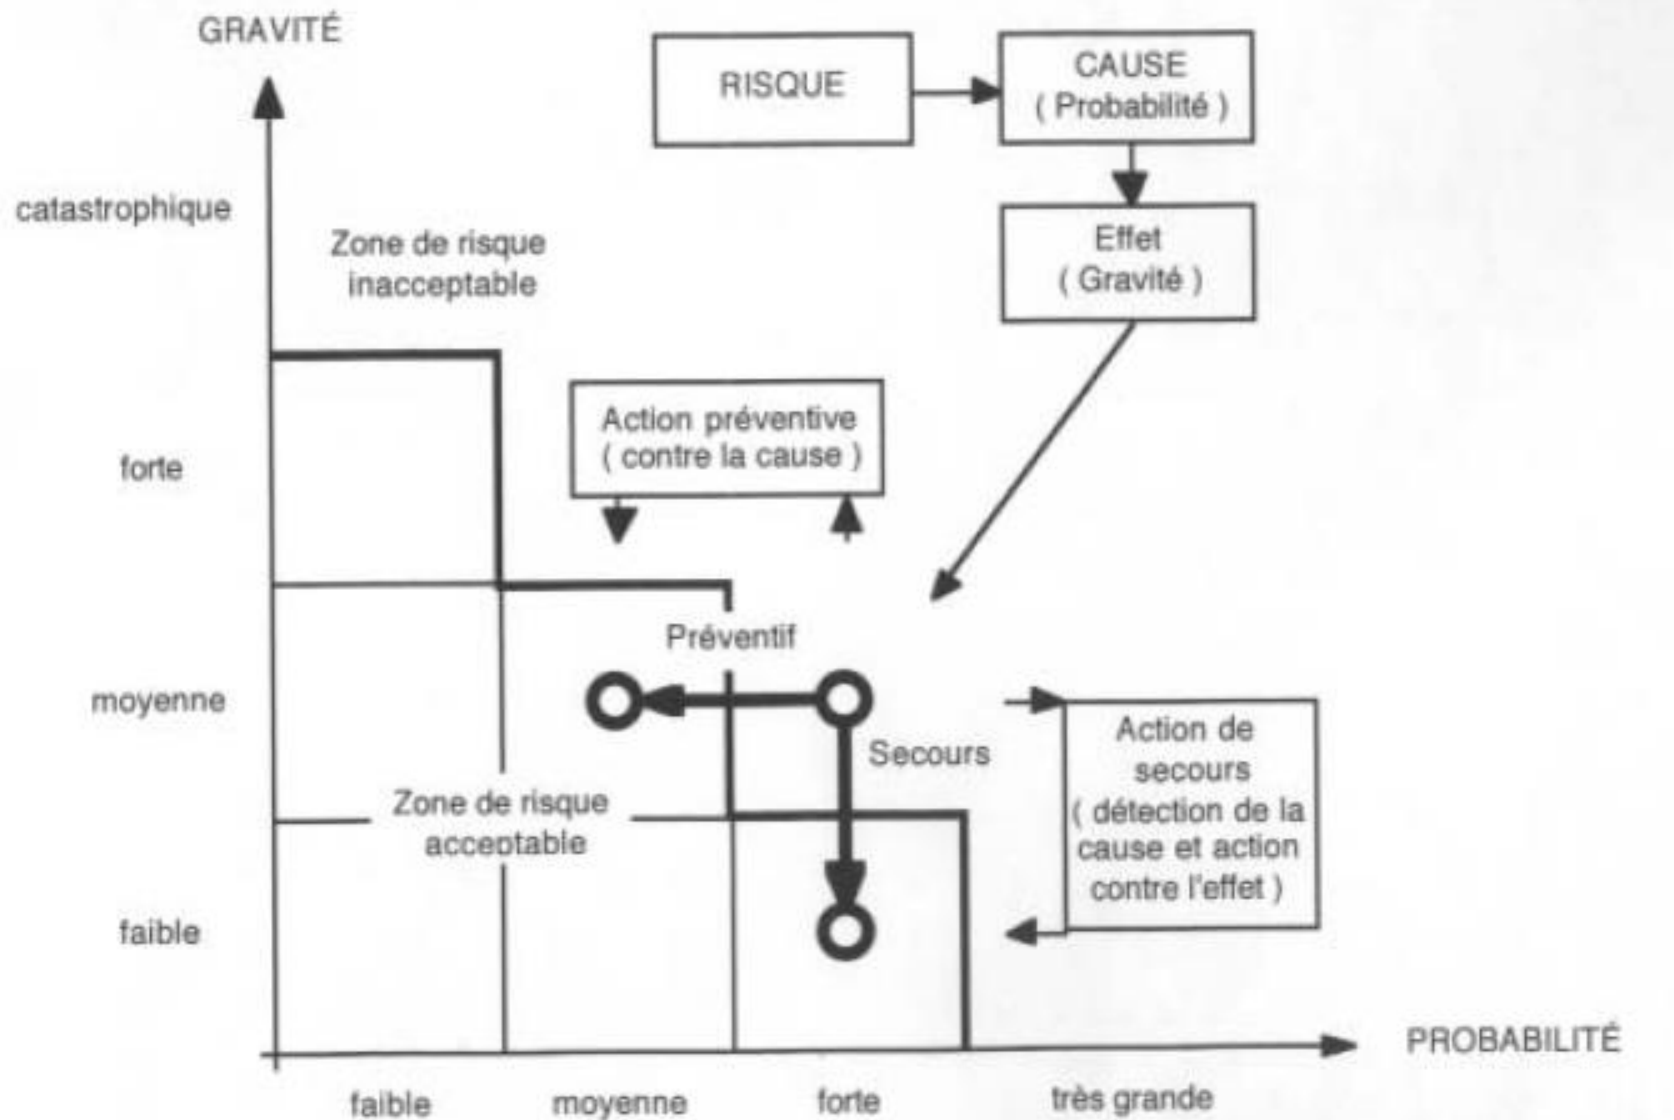 GRAVITÉ
RISQUE
CAUSE
( Probabilité )
catastrophique
Zone de risque
inacceptable
Effet
( Gravité )
Action préventive
( contre la cause )
forte
Préventif
moyenne
Secours
Action de
secours
( détection de la
cause et action
contre l'effet )
Zone de risque
acceptable
faible
PROBABILITÉ
faible
moyenne
forte
très grande